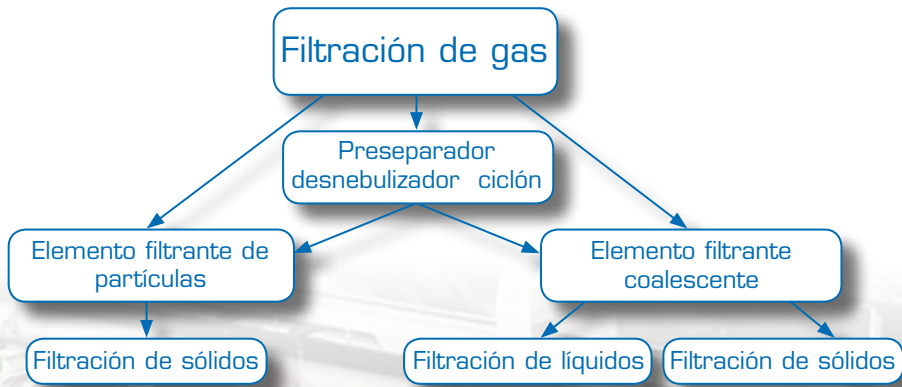 Filtración de gas
Preseparador
desnebulizador ciclón
Elemento filtrante de
partículas
Elemento filtrante
coalescente
Filtración de sólidos
Filtración de líquidos
Filtración de sólidos